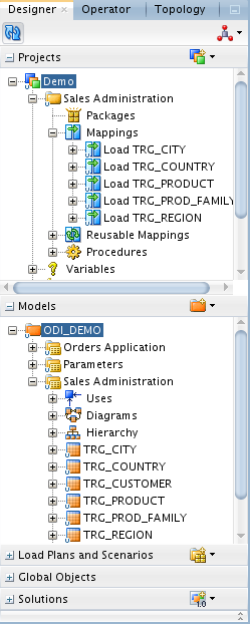 Designer Operator Topology
Projects
Demo
Sales Administration
Packages
Mappings
Load TRG_CITY
Load TRG_COUNTRY
Load TRG_PRODUCT
Load TRG_PROD_FAMILY
Load TRG_REGION
Reusable Mappings
Procedures
Variables
Models
ODI_DEMO
Orders Application
Parameters
Sales Administration
Uses
Diagrams
Hierarchy
TRG_CITY
TRG_COUNTRY
TRG_CUSTOMER
TRG_PRODUCT
TRG_PROD_FAMILY
TRG_REGION
Load Plans and Scenarios
Global Objects
Solutions
1.0